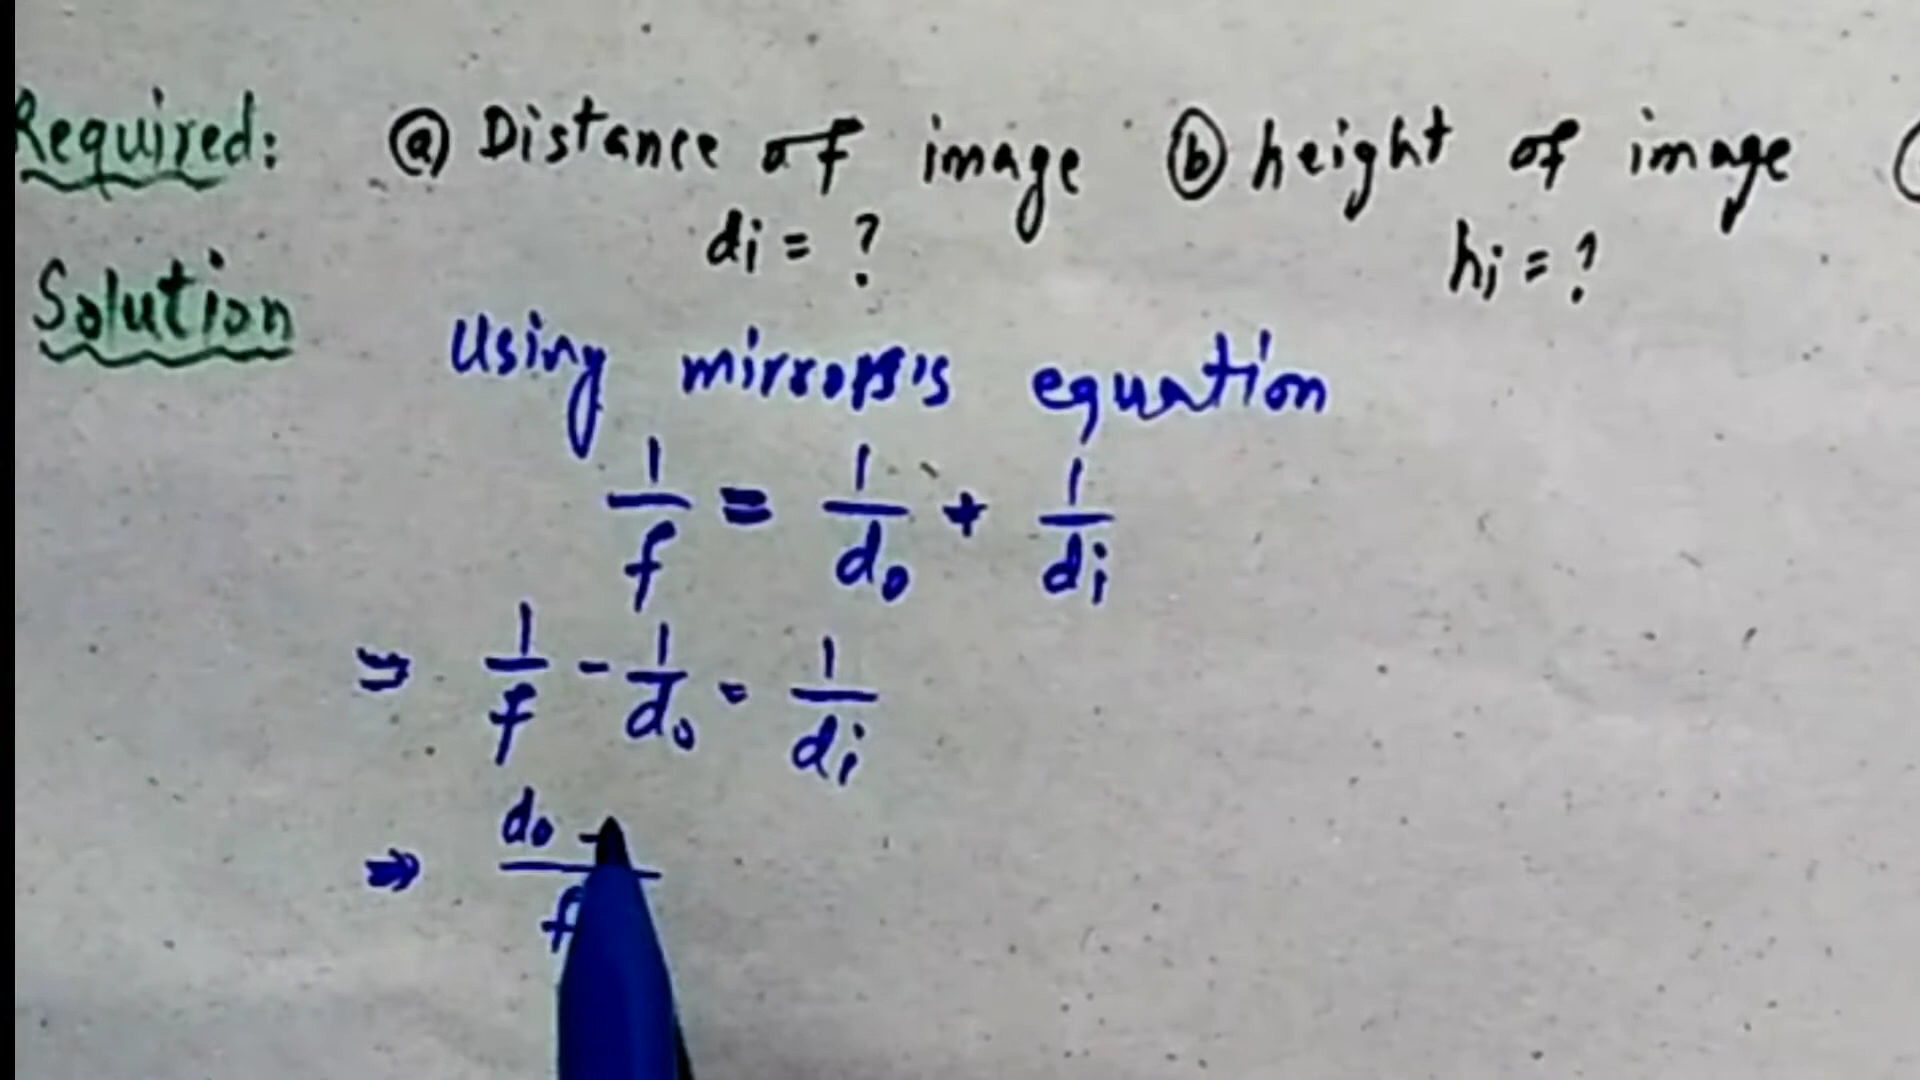 Required: ⓐ Distance of image ⓑ height of image
di = ? hi = ?
Solution
Using mirrors's equation
1/f = 1/do + 1/di
⇒ 1/f - 1/do = 1/di
⇒ do - / f